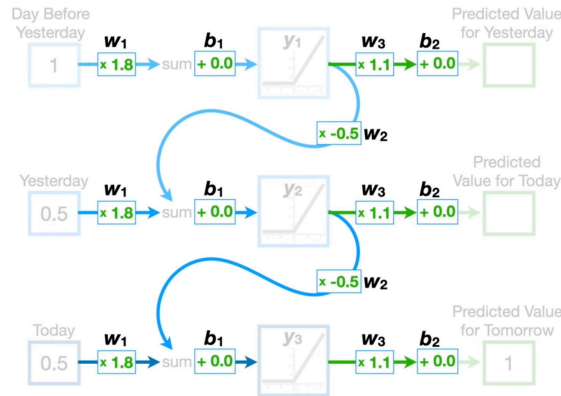 Day Before
Yesterday
w1
b1
y1
w3
b2
Predicted Value
for Yesterday
1
× 1.8
sum
+ 0.0
× 1.1
+ 0.0
× -0.5
w2
Yesterday
w1
b1
y2
w3
b2
Predicted
Value for Today
0.5
× 1.8
sum
+ 0.0
× 1.1
+ 0.0
× -0.5
w2
Today
w1
b1
y3
w3
b2
Predicted Value
for Tomorrow
0.5
× 1.8
sum
+ 0.0
× 1.1
+ 0.0
1